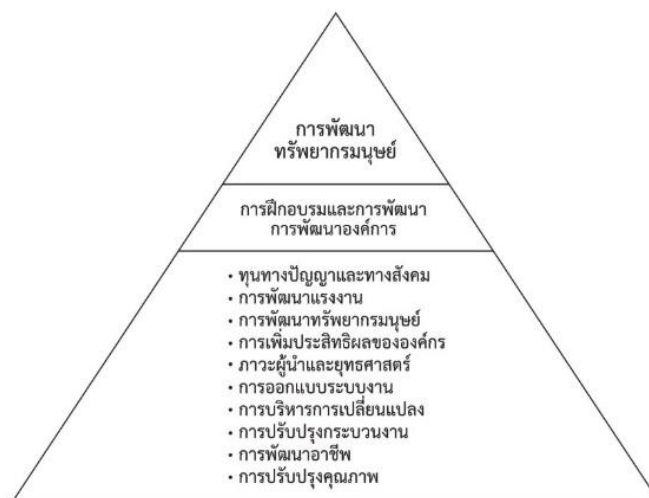 การพัฒนา
ทรัพยากรมนุษย์
การฝึกอบรมและการพัฒนา
การพัฒนาองค์การ
• ทุนทางปัญญาและทางสังคม
• การพัฒนาแรงงาน
• การพัฒนาทรัพยากรมนุษย์
• การเพิ่มประสิทธิผลขององค์กร
• ภาวะผู้นำและยุทธศาสตร์
• การออกแบบระบบงาน
• การบริหารการเปลี่ยนแปลง
• การปรับปรุงกระบวนงาน
• การพัฒนาอาชีพ
• การปรับปรุงคุณภาพ